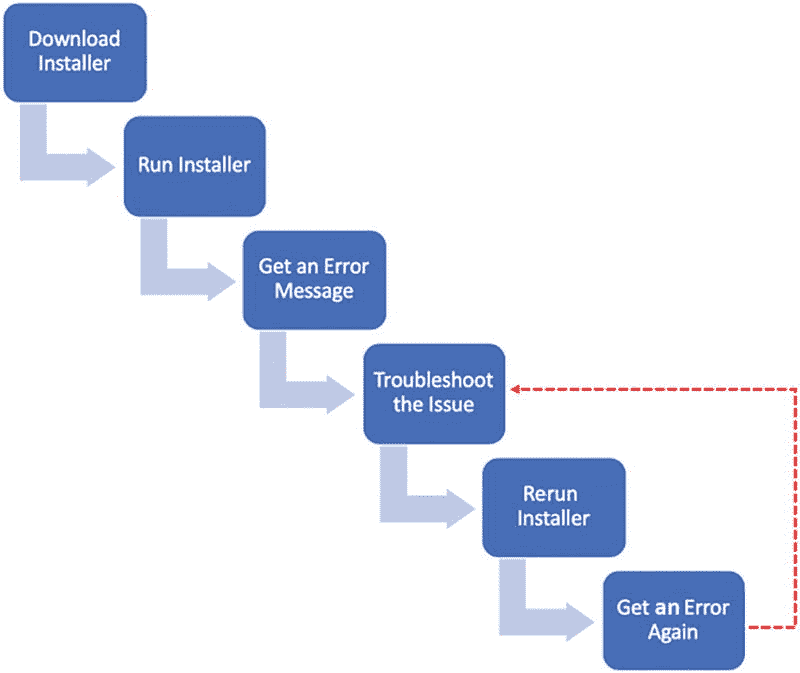 Download
Installer
Run Installer
Get an Error
Message
Troubleshoot
the Issue
Rerun
Installer
Get an Error
Again